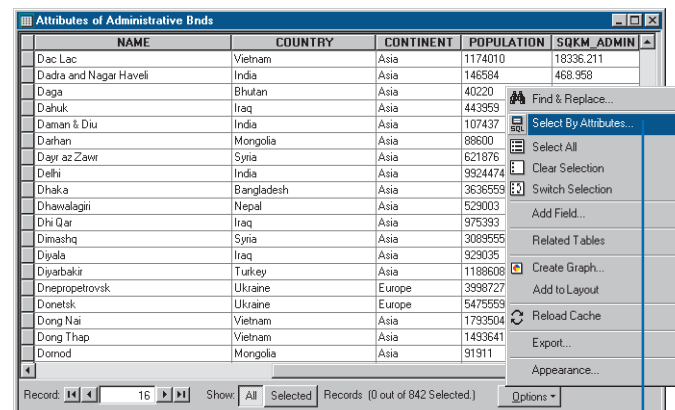 Attributes of Administrative Bnds
NAME COUNTRY CONTINENT POPULATION SQKM_ADMIN
Dac Lac Vietnam Asia 1174010 18336.211
Dadra and Nagar Haveli India Asia 146584 468.958
Daga Bhutan Asia 40220
Dahuk Iraq Asia 443959
Daman & Diu India Asia 107437
Darhan Mongolia Asia 88600
Dayr az Zawr Syria Asia 621876
Delhi India Asia 9924474
Dhaka Bangladesh Asia 3636559
Dhawalagiri Nepal Asia 529003
Dhi Qar Iraq Asia 975393
Dimashq Syria Asia 3089555
Diyala Iraq Asia 929035
Diyarbakir Turkey Asia 1188608
Dnepropetrovsk Ukraine Europe 3998727
Donetsk Ukraine Europe 5475559
Dong Nai Vietnam Asia 1793504
Dong Thap Vietnam Asia 1493641
Dornod Mongolia Asia 91911
Find & Replace...
SQL Select By Attributes...
Select All
Clear Selection
Switch Selection
Add Field...
Related Tables
Create Graph...
Add to Layout
Reload Cache
Export...
Appearance...
Record: 16 Show: All Selected Records (0 out of 842 Selected.) Options